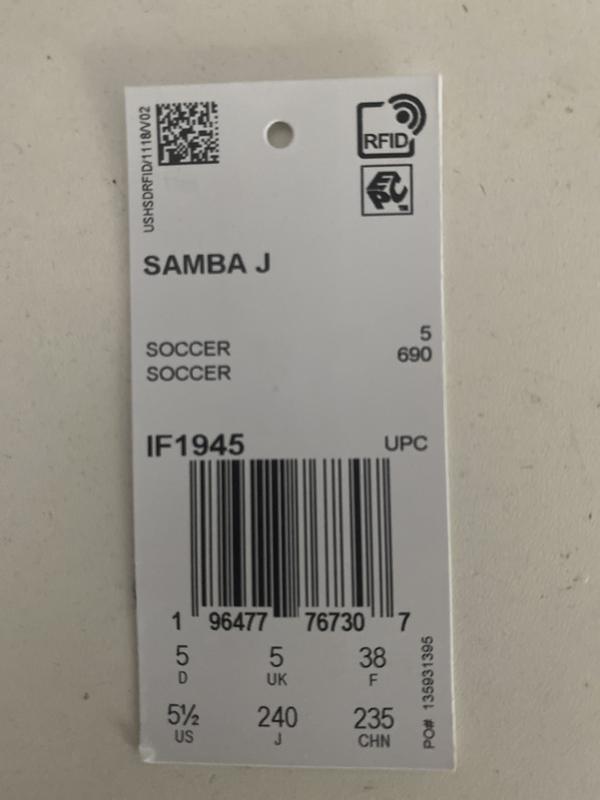 USHSDRFID/1118/V02
RFID
EPC
SAMBA J
5
SOCCER 690
SOCCER
IF1945 UPC
1 96477 76730 7
5 5 38
D UK F
5½ 240 235
US J CHN
PO# 135931395